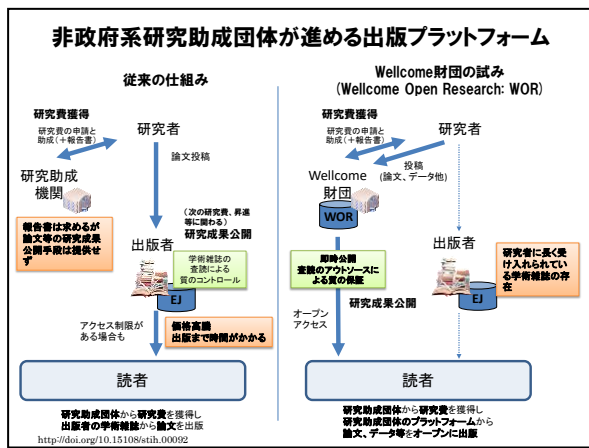 非政府系研究助成団体が進める出版プラットフォーム
従来の仕組み
研究費獲得
研究費の申請と
助成(+報告書)
研究者
研究助成
機関
論文投稿
報告書は求めるが
論文等の研究成果
公開手段は提供せ
ず
(次の研究費、昇進
等に関わる)
研究成果公開
出版者
学術雑誌の
査読による
質のコントロール
EJ
アクセス制限が
ある場合も
価格高騰
出版まで時間がかかる
読者
研究助成団体から研究費を獲得し
出版者の学術雑誌から論文を出版
http://doi.org/10.15108/stih.00092
Wellcome財団の試み
(Wellcome Open Research: WOR)
研究費獲得
研究費の申請と
助成(+報告書)
研究者
投稿
(論文、データ他)
Wellcome
財団
WOR
即時公開
査読のアウトソース
による質の保証
研究成果公開
オープン
アクセス
出版者
EJ
研究者に長く受
け入れられてい
る学術雑誌の存
在
読者
研究助成団体から研究費を獲得し
研究助成団体のプラットフォームから
論文、データ等をオープンに出版